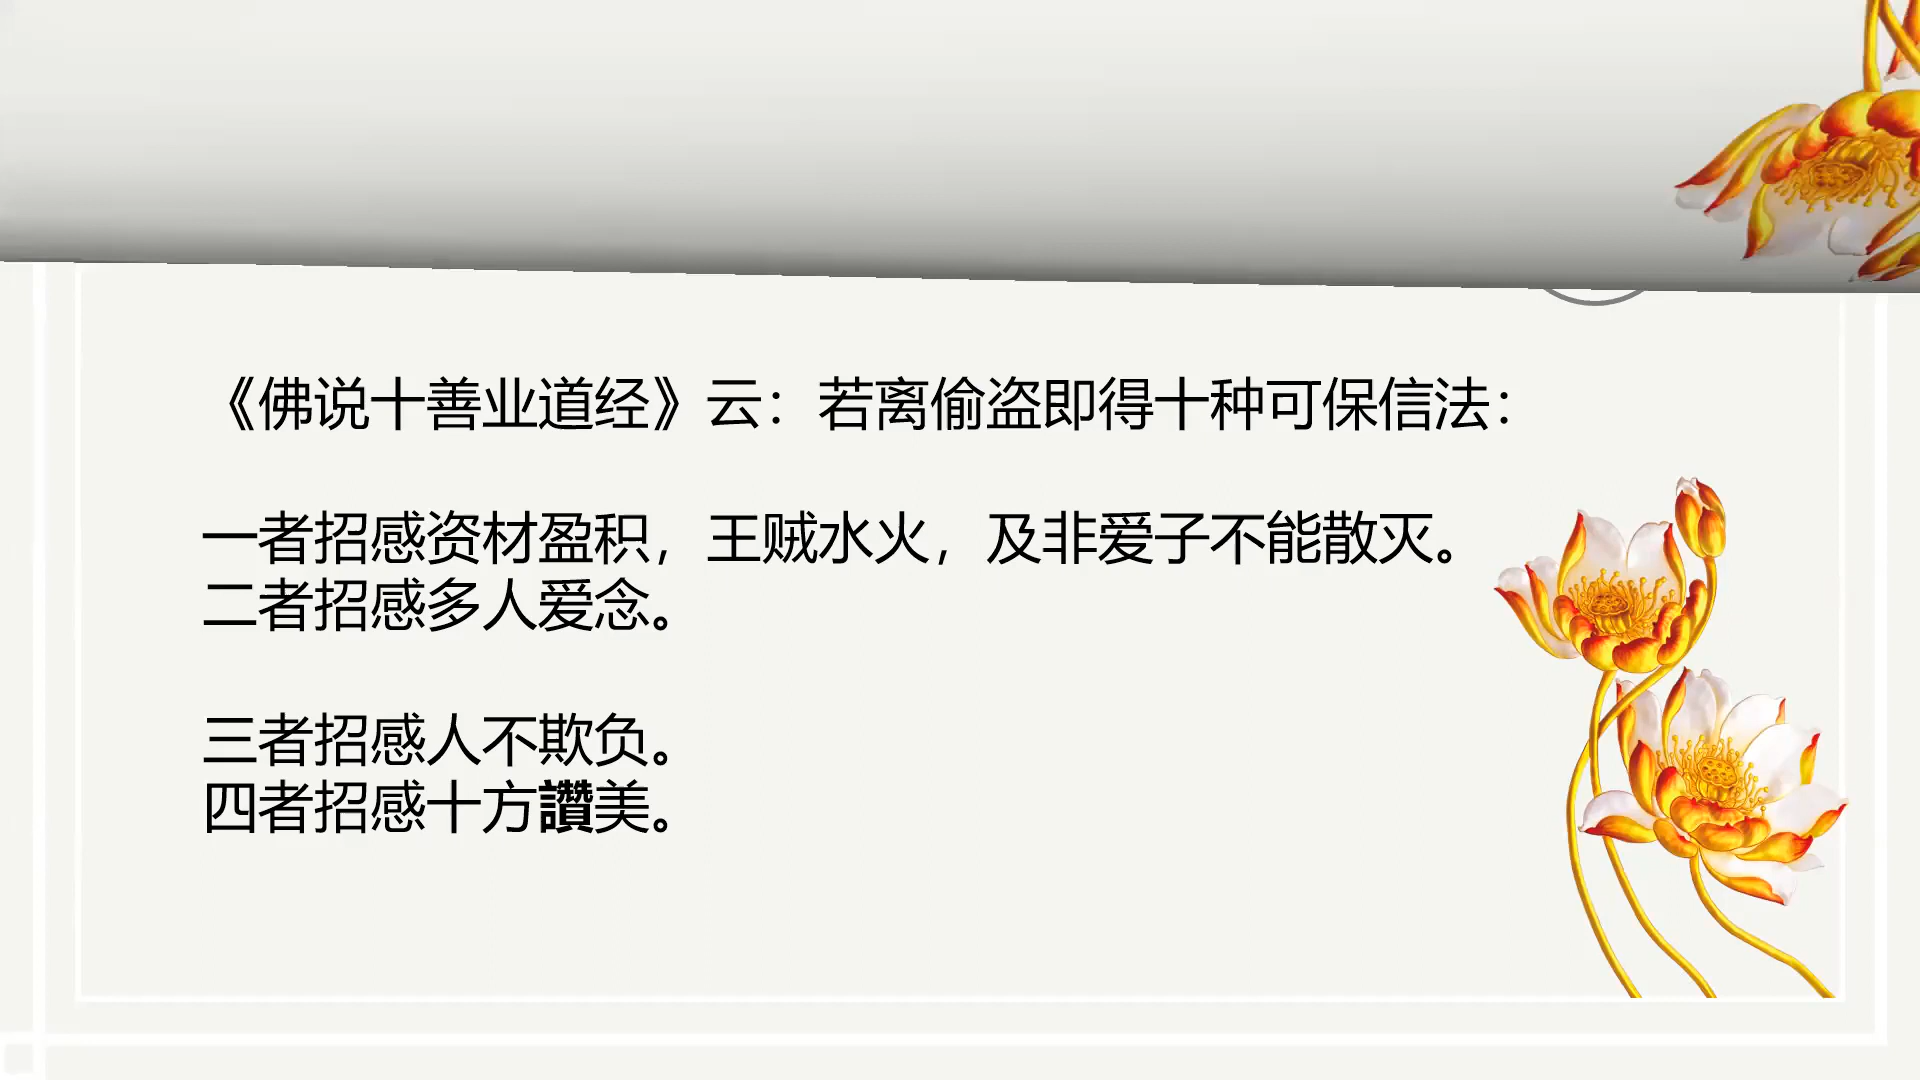 《佛说十善业道经》云：若离偷盗即得十种可保信法：
一者招感资材盈积，王贼水火，及非爱子不能散灭。
二者招感多人爱念。
三者招感人不欺负。
四者招感十方讚美。